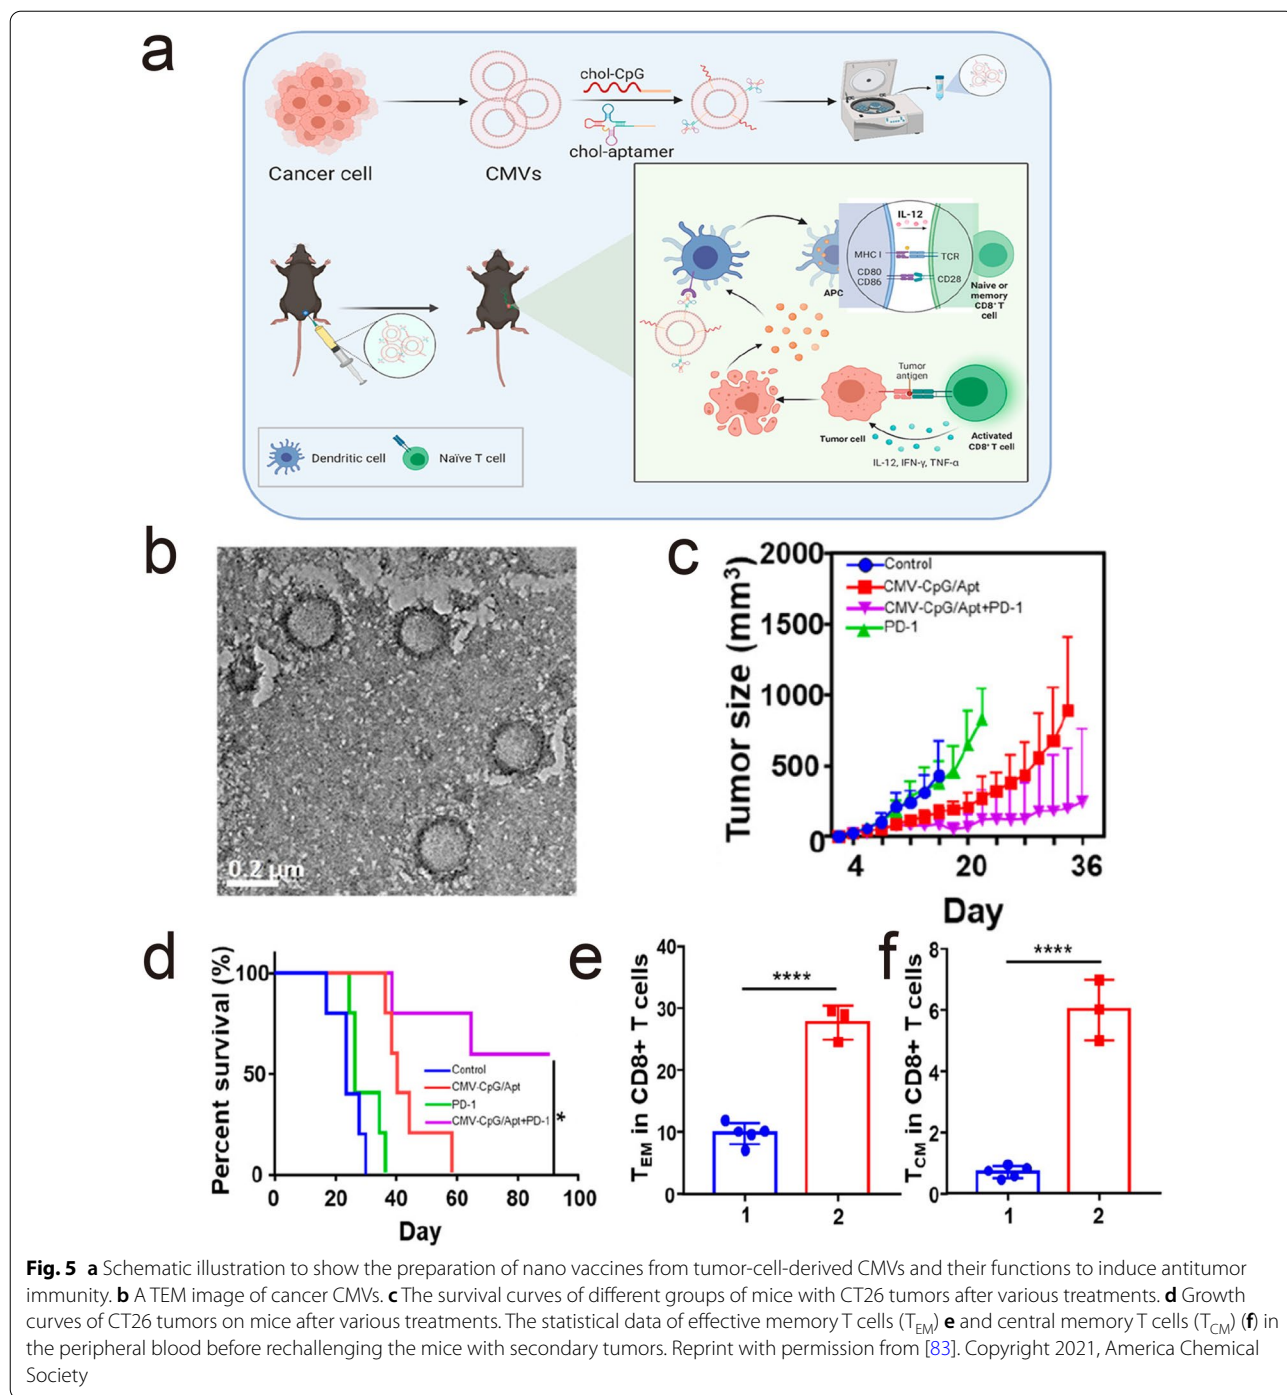 a
chol-CpG
chol-aptamer
Cancer cell
CMVs
IL-12
MHC I
TCR
CD80
CD86
CD28
APC
Naive or
memory
CD8⁺ T
cell
Tumor
antigen
Tumor cell
Activated
CD8⁺ T cell
IL-12, IFN-γ, TNF-α
Dendritic cell
Naïve T cell
b
0.2 μm
c
2000
1500
1000
500
0
Tumor size (mm³)
Control
CMV-CpG/Apt
CMV-CpG/Apt+PD-1
PD-1
4
20
36
Day
d
Percent survival (%)
100
50
0
Control
CMV-CpG/Apt
PD-1
CMV-CpG/Apt+PD-1
*
0
20
40
60
80
100
Day
e
T_EM in CD8+ T cells
40
30
20
10
0
****
1
2
f
T_CM in CD8+ T cells
8
6
4
2
0
****
1
2
Fig. 5 a Schematic illustration to show the preparation of nano vaccines from tumor-cell-derived CMVs and their functions to induce antitumor
immunity. b A TEM image of cancer CMVs. c The survival curves of different groups of mice with CT26 tumors after various treatments. d Growth
curves of CT26 tumors on mice after various treatments. The statistical data of effective memory T cells (T_EM) e and central memory T cells (T_CM) (f) in
the peripheral blood before rechallenging the mice with secondary tumors. Reprint with permission from [83]. Copyright 2021, America Chemical
Society